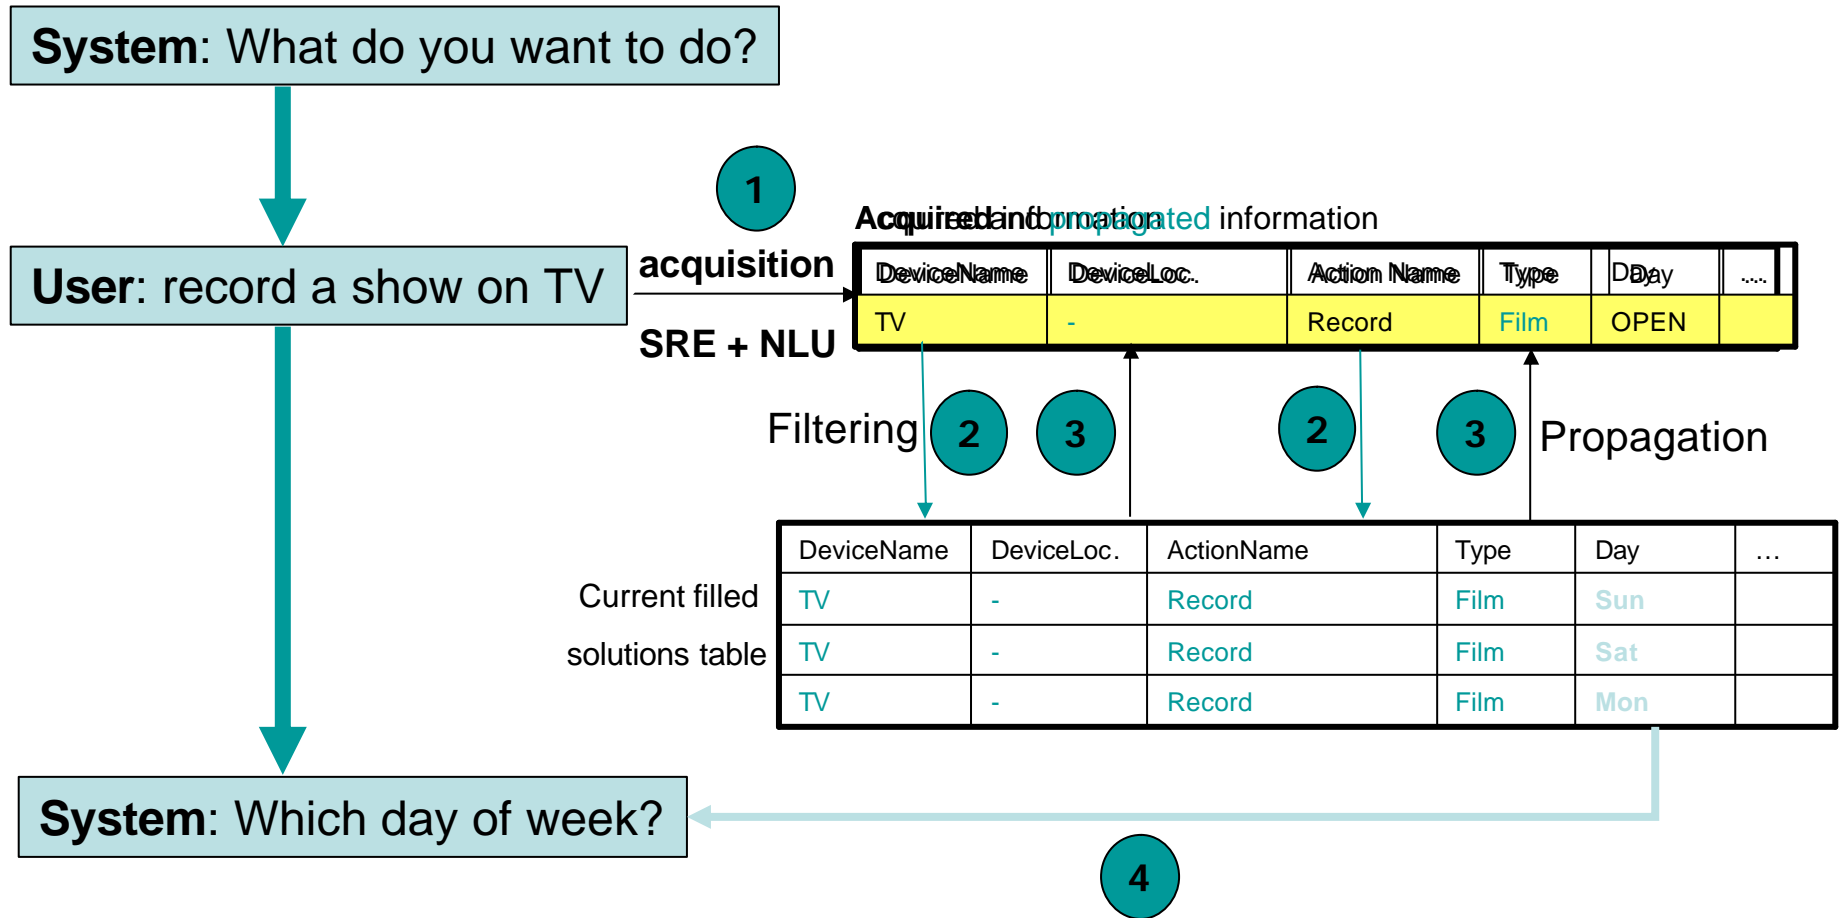 System: What do you want to do?
1
Acquired and propagated information
acquisition
User: record a show on TV
SRE + NLU
DeviceName DeviceLoc. Action Name Type Day ...
TV - Record Film OPEN
Filtering 2 3 2 3 Propagation
DeviceName DeviceLoc. ActionName Type Day ...
Current filled
solutions table
TV - Record Film Sun
TV - Record Film Sat
TV - Record Film Mon
System: Which day of week?
4